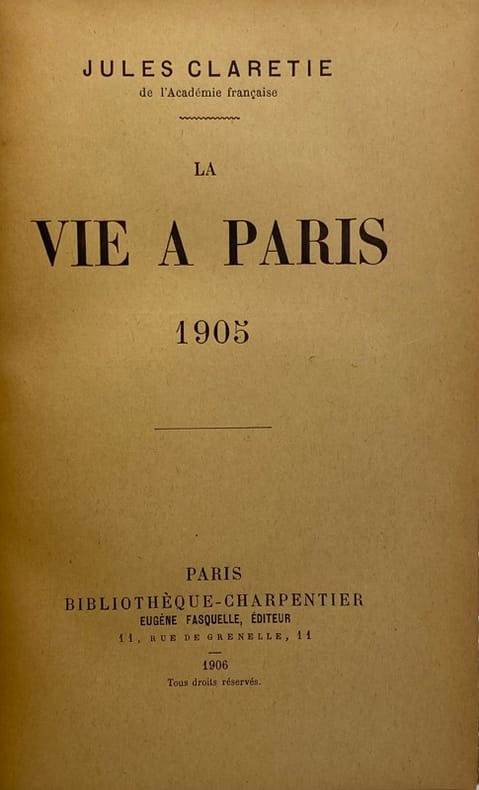 JULES CLARETIE
de l'Académie française
LA
VIE A PARIS
1905
PARIS
BIBLIOTHÈQUE-CHARPENTIER
EUGÈNE FASQUELLE, ÉDITEUR
11, RUE DE GRENELLE, 11
1906
Tous droits réservés.